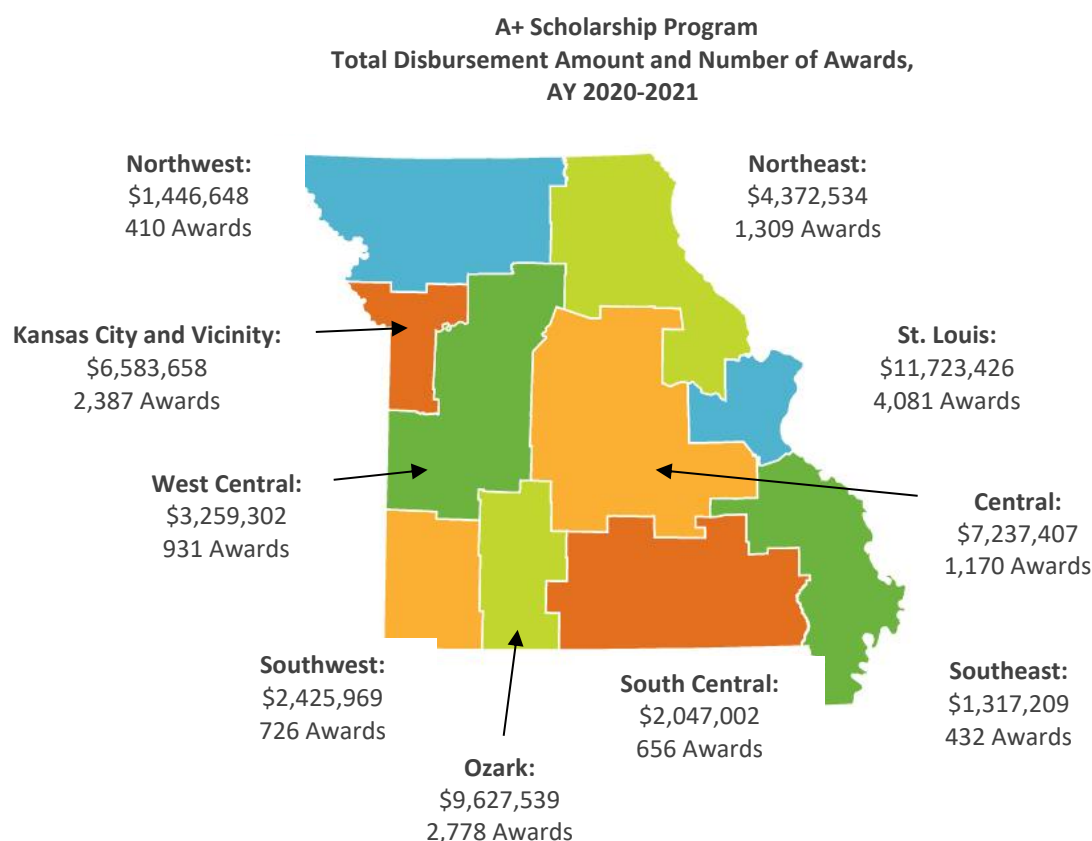 A+ Scholarship Program
Total Disbursement Amount and Number of Awards,
AY 2020-2021
Northwest:
$1,446,648
410 Awards
Northeast:
$4,372,534
1,309 Awards
Kansas City and Vicinity:
$6,583,658
2,387 Awards
St. Louis:
$11,723,426
4,081 Awards
West Central:
$3,259,302
931 Awards
Central:
$7,237,407
1,170 Awards
Southwest:
$2,425,969
726 Awards
South Central:
$2,047,002
656 Awards
Southeast:
$1,317,209
432 Awards
Ozark:
$9,627,539
2,778 Awards